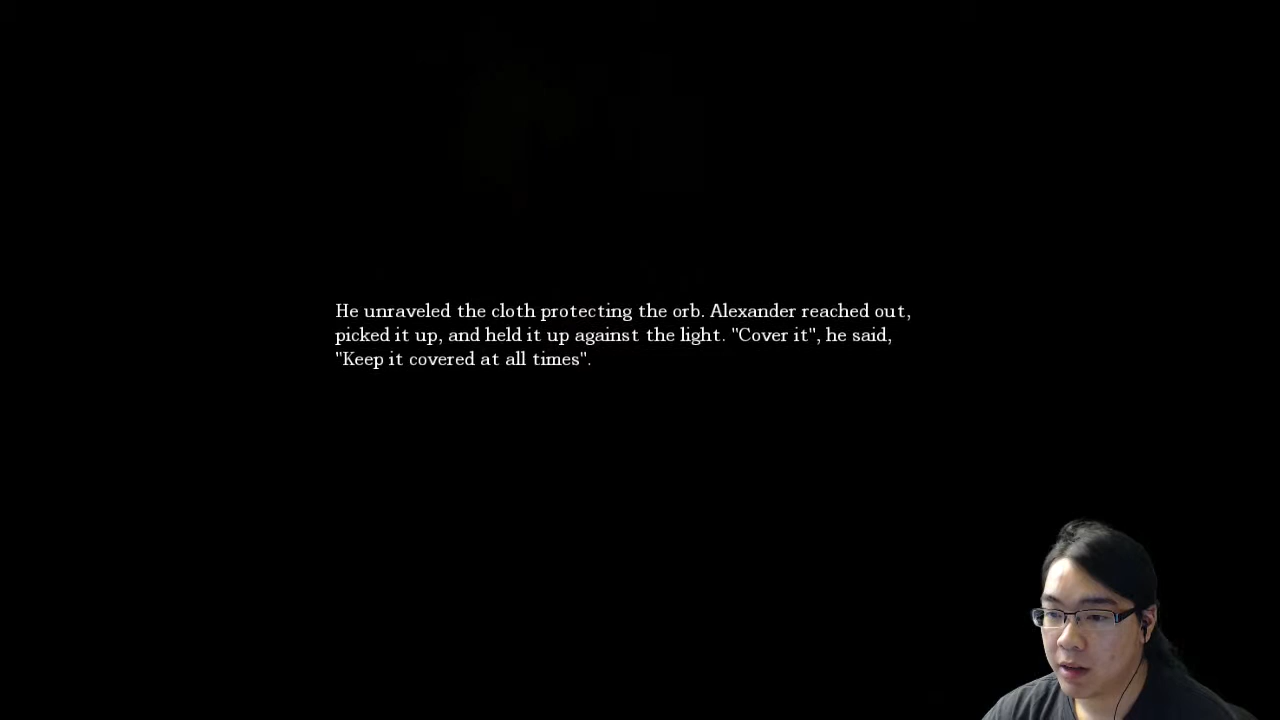 He unraveled the cloth protecting the orb. Alexander reached out,
picked it up, and held it up against the light. "Cover it", he said,
"Keep it covered at all times".